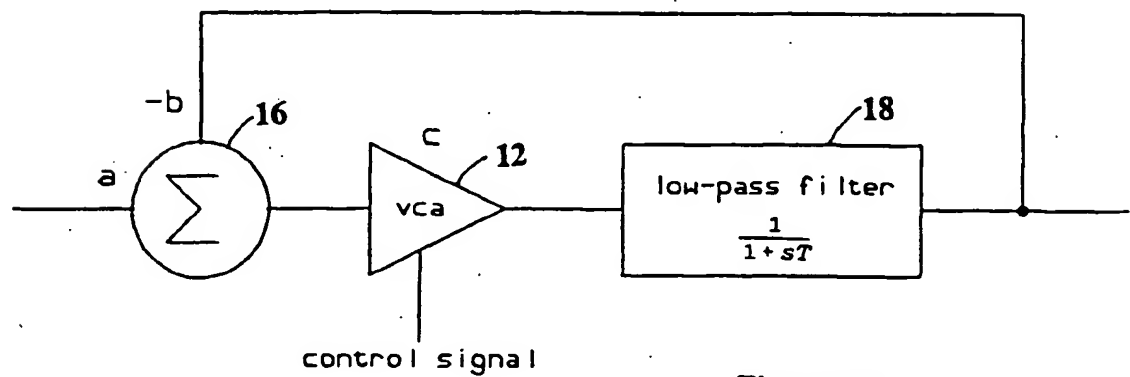 -b
16
a
Σ
c
12
vca
control signal
18
low-pass filter
1
1 + sT